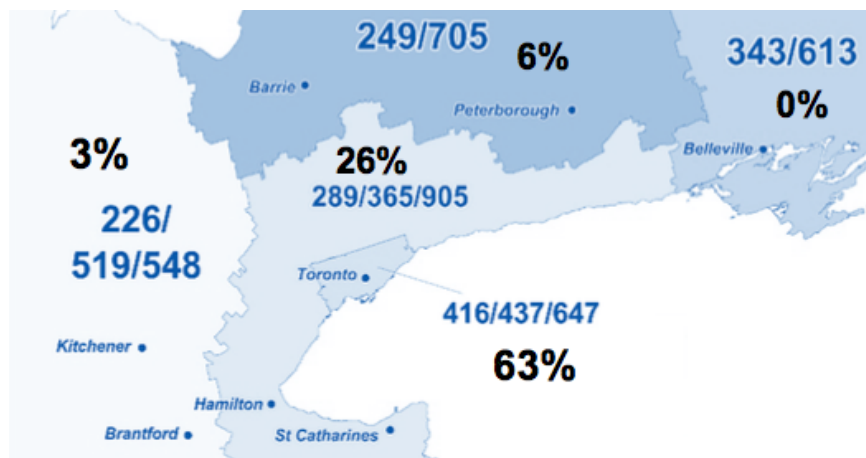 249/705
6%
343/613
0%
Barrie
Peterborough
3%
26%
289/365/905
Belleville
226/
519/548
Toronto
416/437/647
Kitchener
63%
Hamilton
Brantford
St Catharines